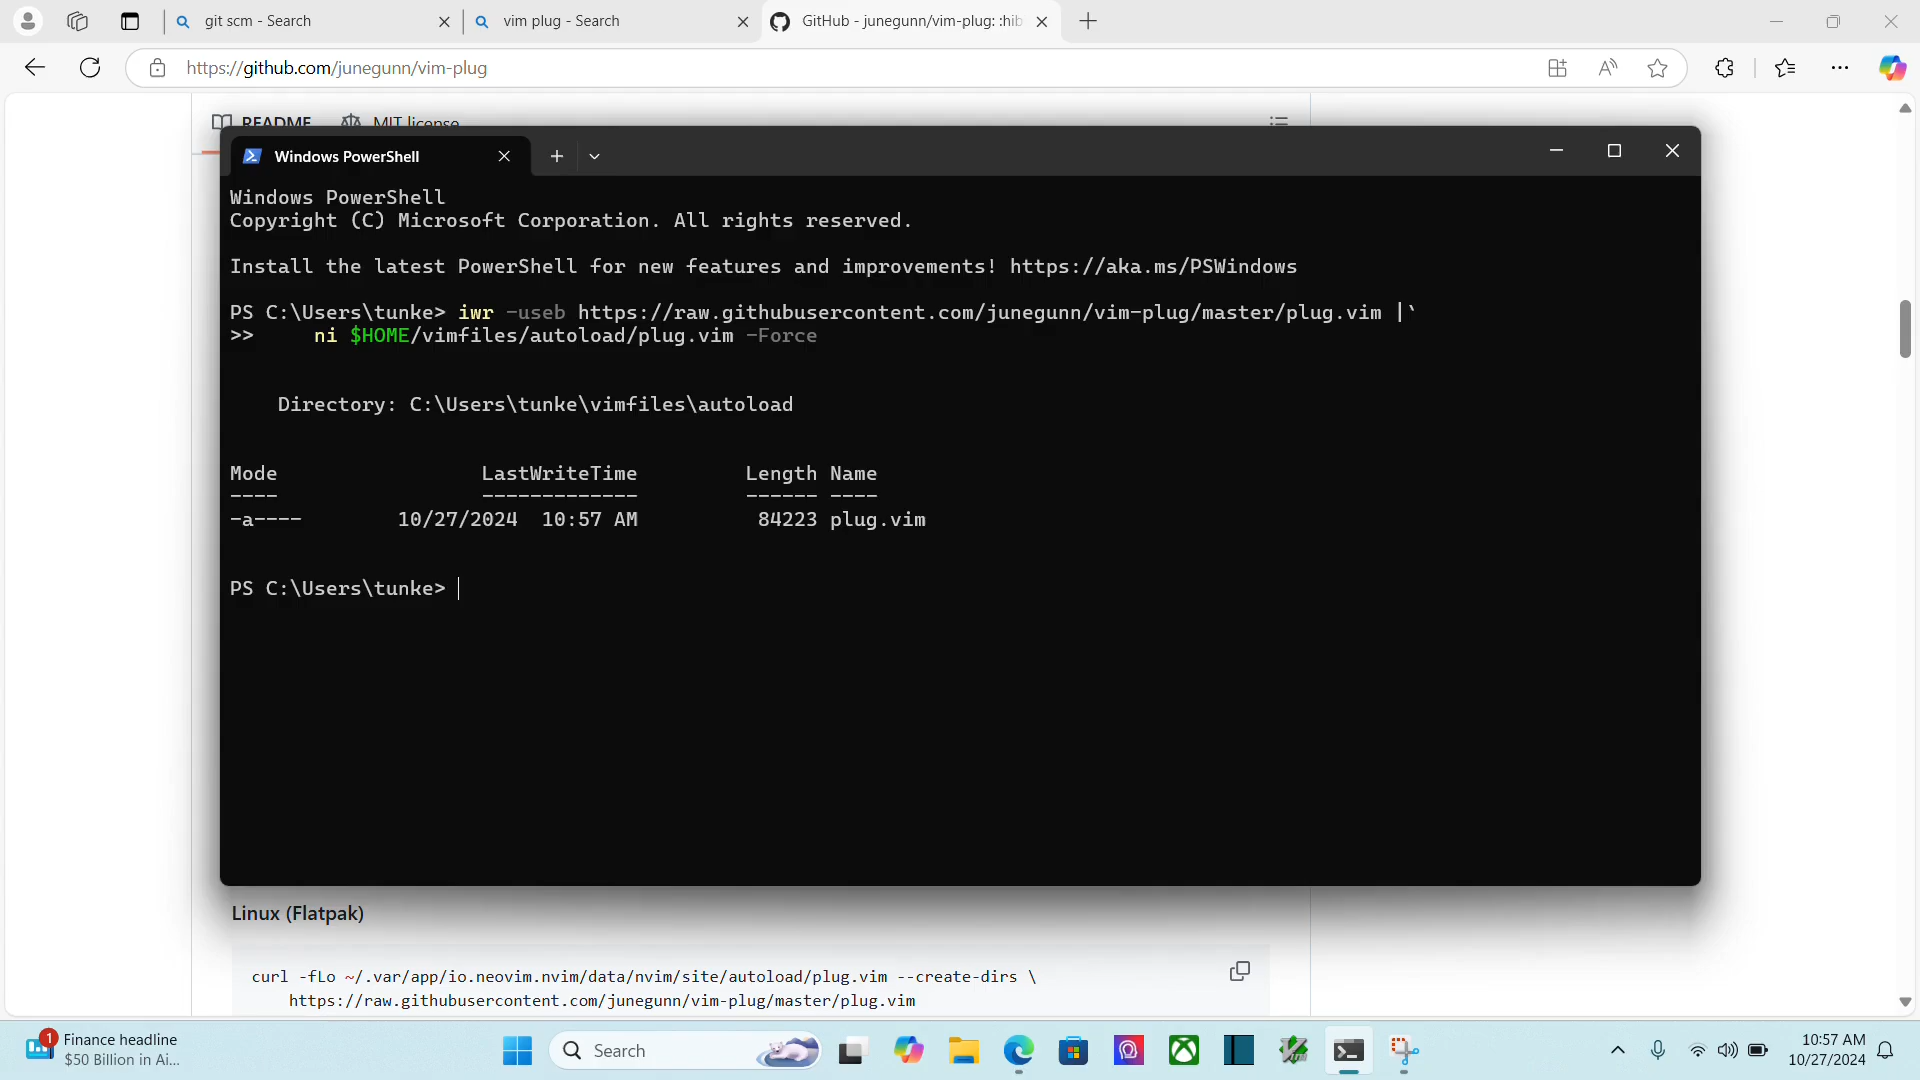 git scm - Search
vim plug - Search
GitHub - junegunn/vim-plug: :hib
https://github.com/junegunn/vim-plug
README
MIT license
Windows PowerShell
Windows PowerShell
Copyright (C) Microsoft Corporation. All rights reserved.
Install the latest PowerShell for new features and improvements! https://aka.ms/PSWindows
PS C:\Users\tunke> iwr -useb https://raw.githubusercontent.com/junegunn/vim-plug/master/plug.vim |`
>>     ni $HOME/vimfiles/autoload/plug.vim -Force
Directory: C:\Users\tunke\vimfiles\autoload
Mode                 LastWriteTime         Length Name
----                 -------------         ------ ----
-a----        10/27/2024  10:57 AM          84223 plug.vim
PS C:\Users\tunke>
Linux (Flatpak)
curl -fLo ~/.var/app/io.neovim.nvim/data/nvim/site/autoload/plug.vim --create-dirs \
https://raw.githubusercontent.com/junegunn/vim-plug/master/plug.vim
1
Finance headline
$50 Billion in Ai...
Search
10:57 AM
10/27/2024